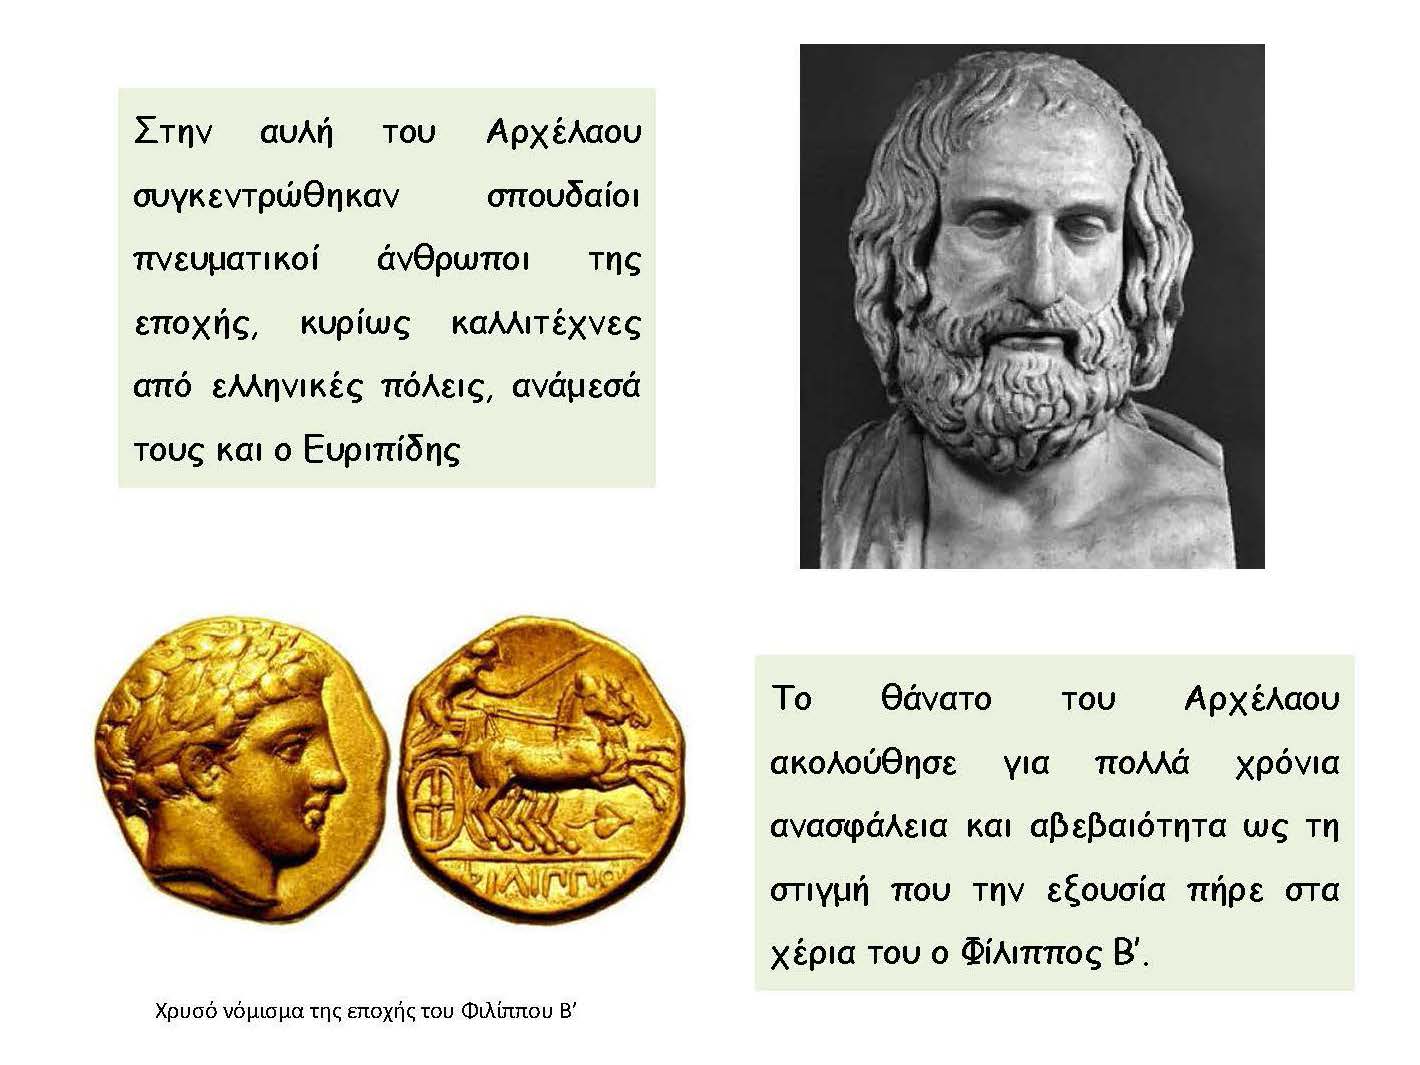 Στην αυλή του Αρχέλαου
συγκεντρώθηκαν σπουδαίοι
πνευματικοί άνθρωποι της
εποχής, κυρίως καλλιτέχνες
από ελληνικές πόλεις, ανάμεσά
τους και ο Ευριπίδης
ΦΙΛΙΠΠΟ
Το θάνατο του Αρχέλαου
ακολούθησε για πολλά χρόνια
ανασφάλεια και αβεβαιότητα ως τη
στιγμή που την εξουσία πήρε στα
χέρια του ο Φίλιππος Β’.
Χρυσό νόμισμα της εποχής του Φιλίππου Β’